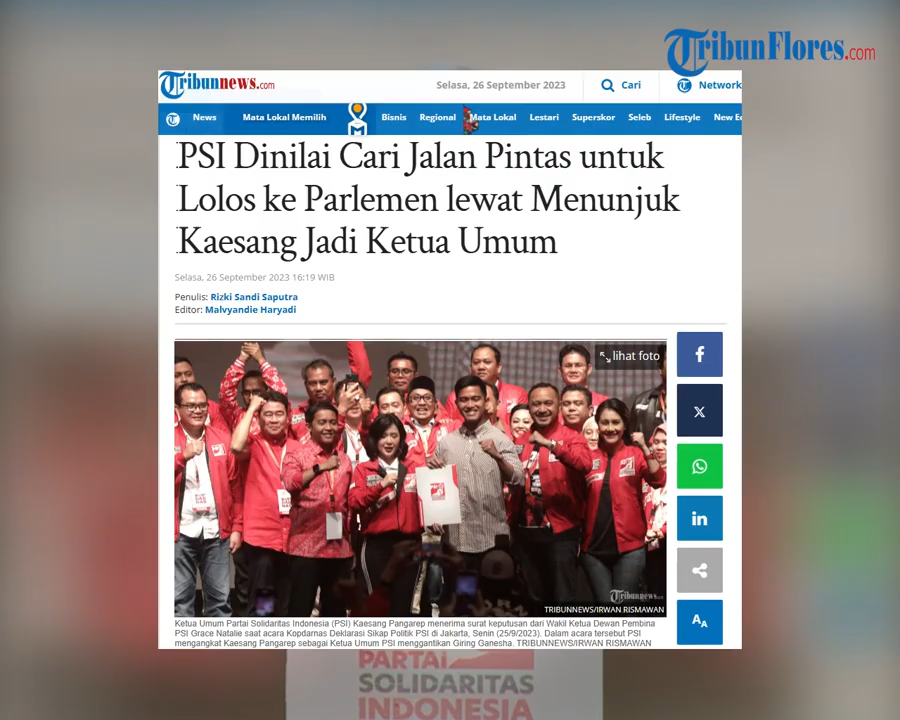 TribunFlores.com
Tribunnews.com
Selasa, 26 September 2023
Cari
Network
News
Mata Lokal Memilih
Bisnis
Regional
Mata Lokal
Lestari
Superskor
Seleb
Lifestyle
New
PSI Dinilai Cari Jalan Pintas untuk
Lolos ke Parlemen lewat Menunjuk
Kaesang Jadi Ketua Umum
Selasa, 26 September 2023 16:19 WIB
Penulis: Rizki Sandi Saputra
Editor: Malvyandie Haryadi
lihat foto
Tribunnews.com
TRIBUNNEWS/IRWAN RISMAWAN
AA
Ketua Umum Partai Solidaritas Indonesia (PSI) Kaesang Pangarep menerima surat keputusan dari Wakil Ketua Dewan Pembina
PSI Grace Natalie saat acara Kopdarnas Deklarasi Sikap Politik PSI di Jakarta, Senin (25/9/2023). Dalam acara tersebut PSI
mengangkat Kaesang Pangarep sebagai Ketua Umum PSI menggantikan Giring Ganesha. TRIBUNNEWS/IRWAN RISMAWAN
PARTAI
SOLIDARITAS
INDONESIA